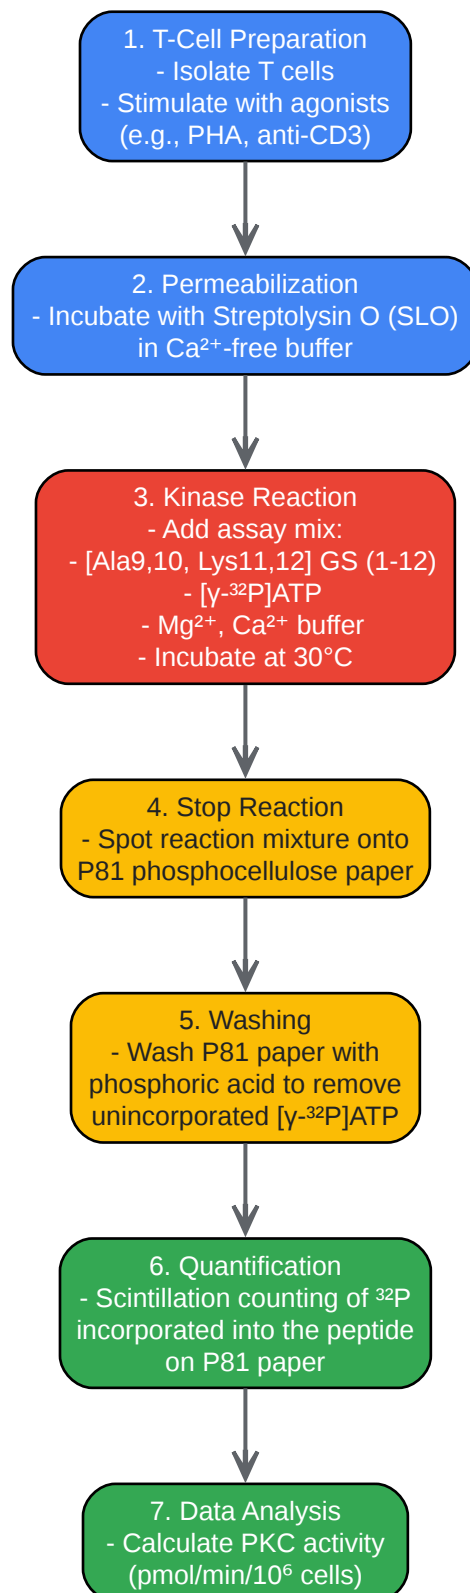 1. T-Cell Preparation
- Isolate T cells
- Stimulate with agonists
(e.g., PHA, anti-CD3)
2. Permeabilization
- Incubate with Streptolysin O (SLO)
in Ca²⁺-free buffer
3. Kinase Reaction
- Add assay mix:
- [Ala9,10, Lys11,12] GS (1-12)
- [γ-³²P]ATP
- Mg²⁺, Ca²⁺ buffer
- Incubate at 30°C
4. Stop Reaction
- Spot reaction mixture onto
P81 phosphocellulose paper
5. Washing
- Wash P81 paper with
phosphoric acid to remove
unincorporated [γ-³²P]ATP
6. Quantification
- Scintillation counting of ³²P
incorporated into the peptide
on P81 paper
7. Data Analysis
- Calculate PKC activity
(pmol/min/10⁶ cells)